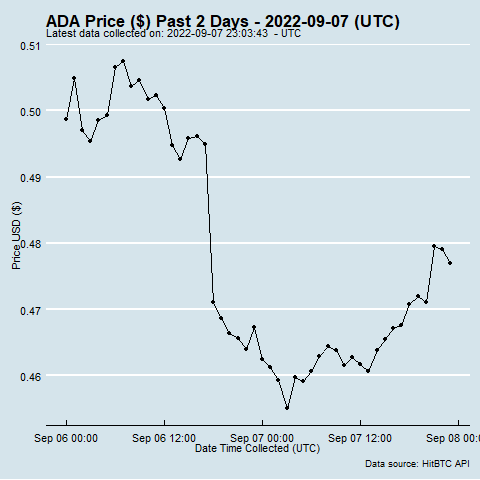 ADA Price ($) Past 2 Days - 2022-09-07 (UTC)
Latest data collected on: 2022-09-07 23:03:43 - UTC
0.51
0.50
0.49
0.48
0.47
0.46
Price USD ($)
Sep 06 00:00 Sep 06 12:00 Sep 07 00:00 Sep 07 12:00 Sep 08 00:
Date Time Collected (UTC)
Data source: HitBTC API